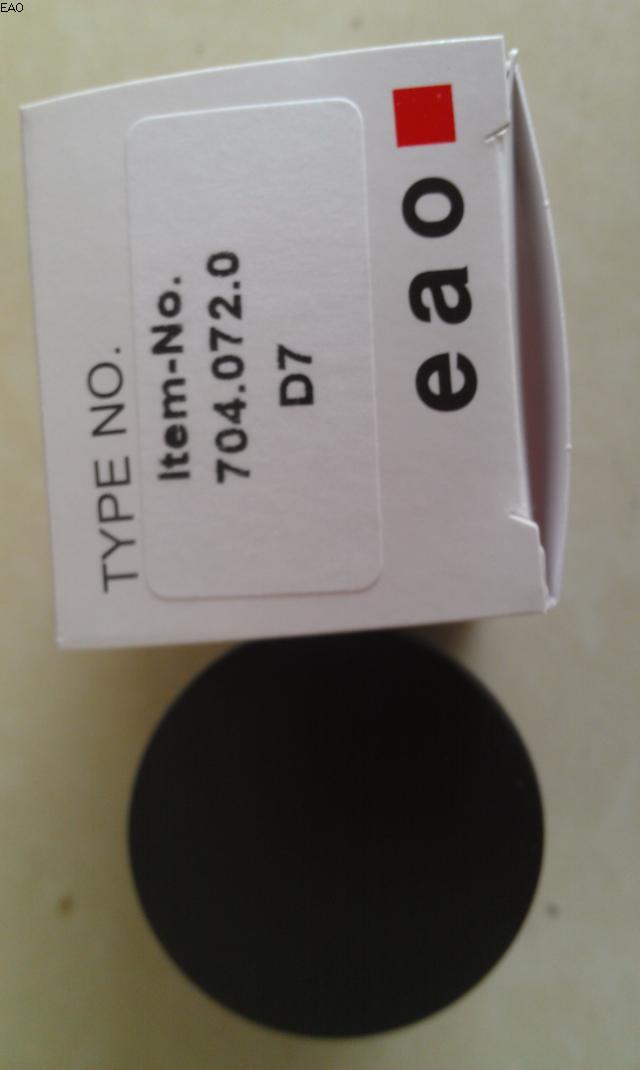 EAO
TYPE NO.
Item-No.
704.072.0
D7
eao